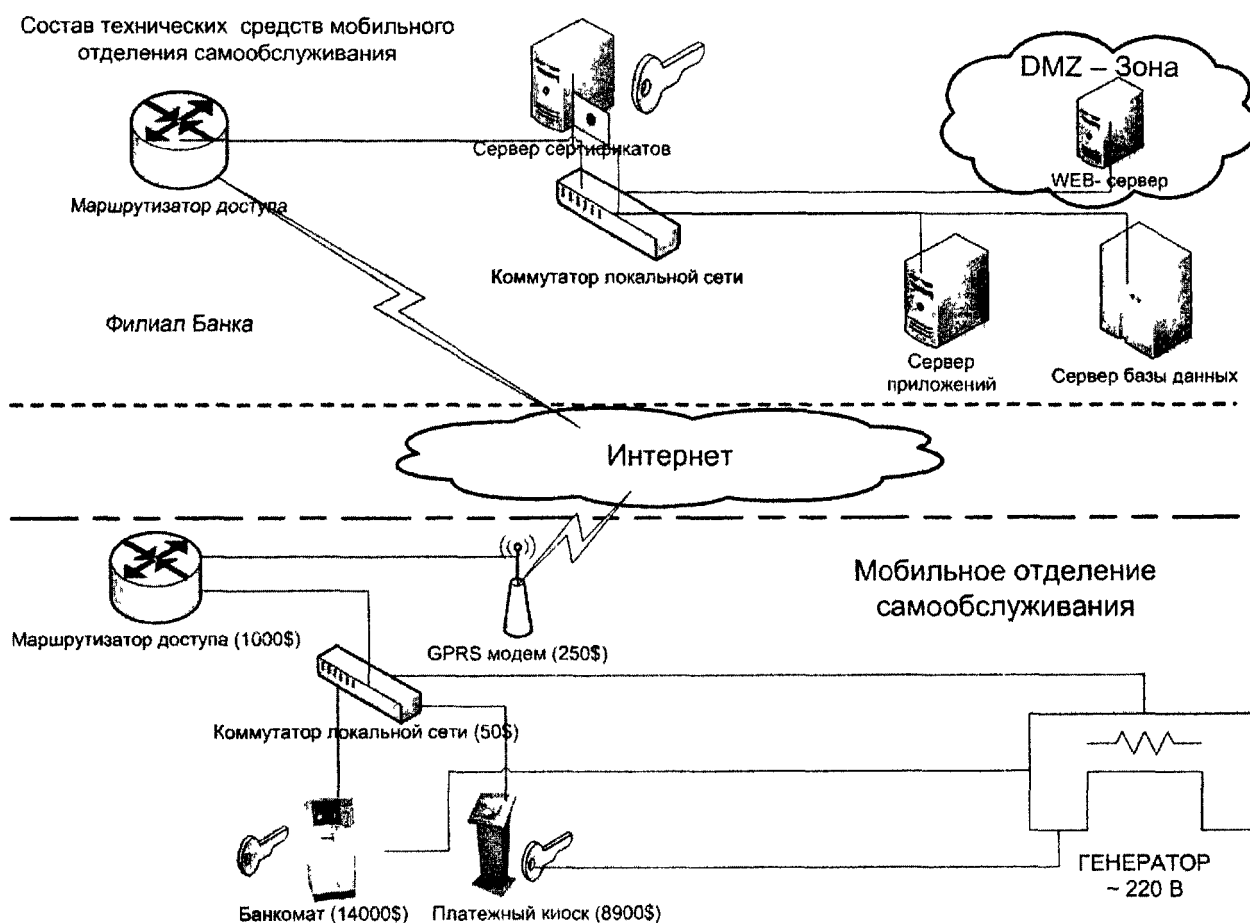 Состав технических средств мобильного
отделения самообслуживания
DMZ – Зона
Сервер сертификатов
WEB- сервер
Маршрутизатор доступа
Коммутатор локальной сети
Филиал Банка
Сервер
приложений
Сервер базы данных
Интернет
Мобильное отделение
самообслуживания
Маршрутизатор доступа (1000$)
GPRS модем (250$)
Коммутатор локальной сети (50$)
ГЕНЕРАТОР
~ 220 В
Банкомат (14000$)
Платежный киоск (8900$)